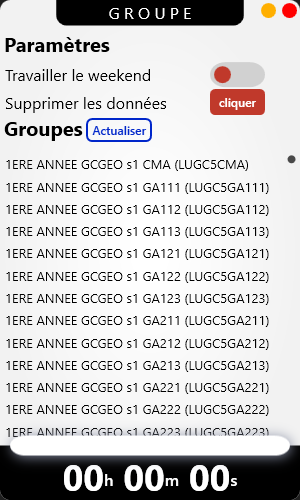 GROUPE
Paramètres
Travailler le weekend
Supprimer les données cliquer
Groupes Actualiser
1ERE ANNEE GCGEO s1 CMA (LUGC5CMA)
1ERE ANNEE GCGEO s1 GA111 (LUGC5GA111)
1ERE ANNEE GCGEO s1 GA112 (LUGC5GA112)
1ERE ANNEE GCGEO s1 GA113 (LUGC5GA113)
1ERE ANNEE GCGEO s1 GA121 (LUGC5GA121)
1ERE ANNEE GCGEO s1 GA122 (LUGC5GA122)
1ERE ANNEE GCGEO s1 GA123 (LUGC5GA123)
1ERE ANNEE GCGEO s1 GA211 (LUGC5GA211)
1ERE ANNEE GCGEO s1 GA212 (LUGC5GA212)
1ERE ANNEE GCGEO s1 GA213 (LUGC5GA213)
1ERE ANNEE GCGEO s1 GA221 (LUGC5GA221)
1ERE ANNEE GCGEO s1 GA222 (LUGC5GA222)
1ERE ANNEE GCGEO s1 GA223 (LUGC5GA223)
00h 00m 00s